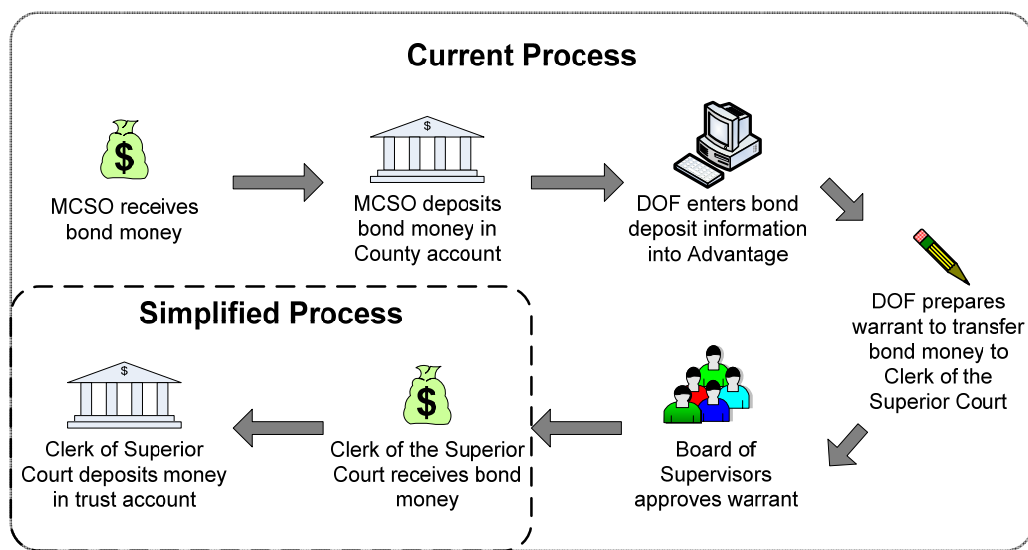 Current Process
$
MCSO receives
bond money
$
MCSO deposits
bond money in
County account
DOF enters bond
deposit information
into Advantage
DOF prepares
warrant to transfer
bond money to
Clerk of the
Superior Court
Board of
Supervisors
approves warrant
Simplified Process
$
Clerk of the Superior
Court receives bond
money
$
Clerk of Superior
Court deposits money
in trust account